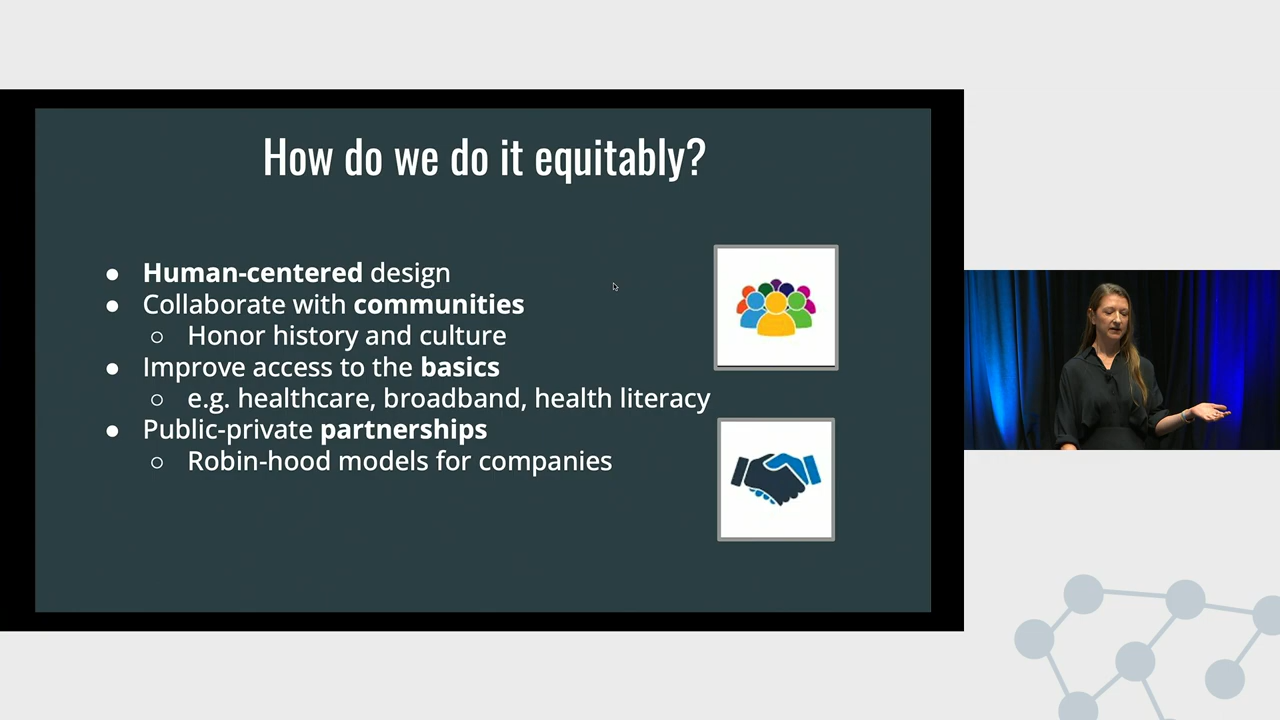 How do we do it equitably?
● Human-centered design
● Collaborate with communities
○ Honor history and culture
● Improve access to the basics
○ e.g. healthcare, broadband, health literacy
● Public-private partnerships
○ Robin-hood models for companies